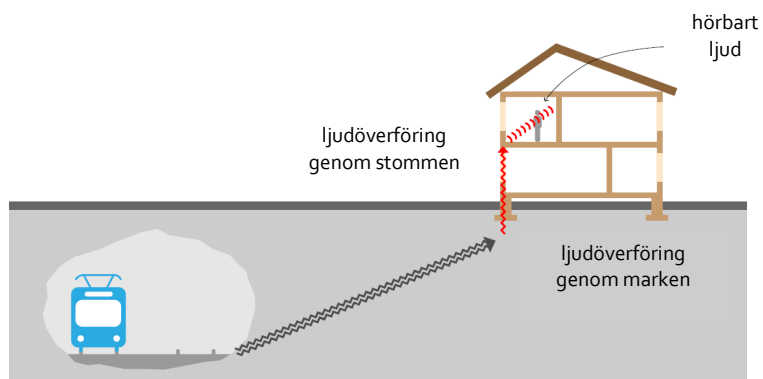 hörbart
ljud
ljudöverföring
genom stommen
ljudöverföring
genom marken